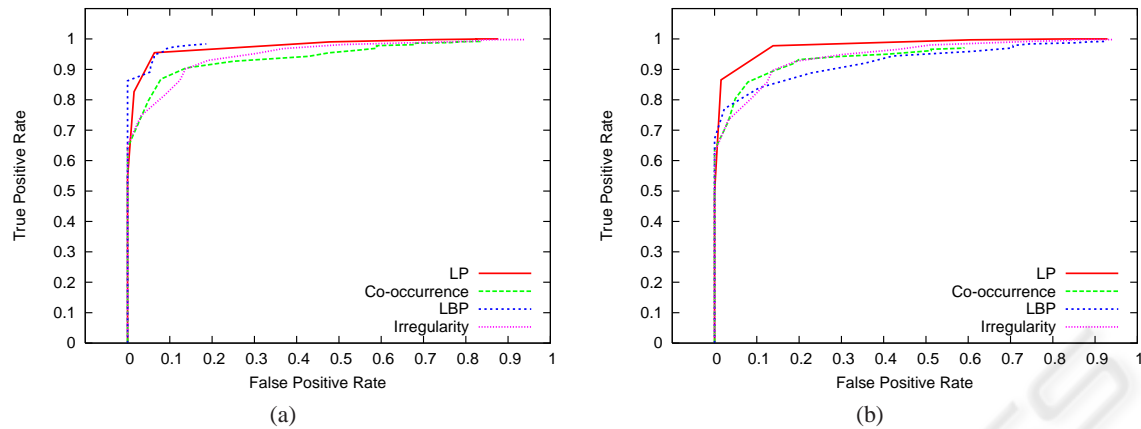 1
0.9
0.8
0.7
0.6
0.5
0.4
0.3
0.2
0.1
0
True Positive Rate
LP
Co-occurrence
LBP
Irregularity
0 0.1 0.2 0.3 0.4 0.5 0.6 0.7 0.8 0.9 1
False Positive Rate
(a)
1
0.9
0.8
0.7
0.6
0.5
0.4
0.3
0.2
0.1
0
True Positive Rate
LP
Co-occurrence
LBP
Irregularity
0 0.1 0.2 0.3 0.4 0.5 0.6 0.7 0.8 0.9 1
False Positive Rate
(b)